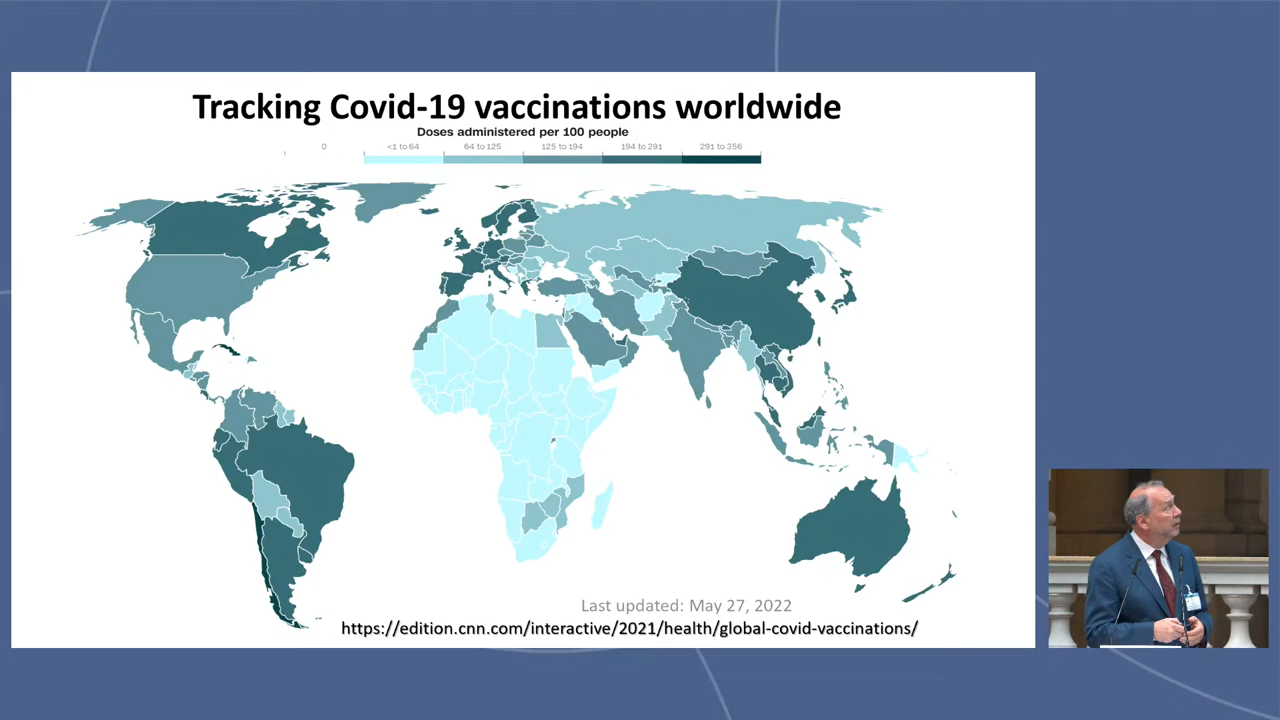 Tracking Covid-19 vaccinations worldwide
Doses administered per 100 people
0 <1 to 64 64 to 125 125 to 194 194 to 291 291 to 356
Last updated: May 27, 2022
https://edition.cnn.com/interactive/2021/health/global-covid-vaccinations/